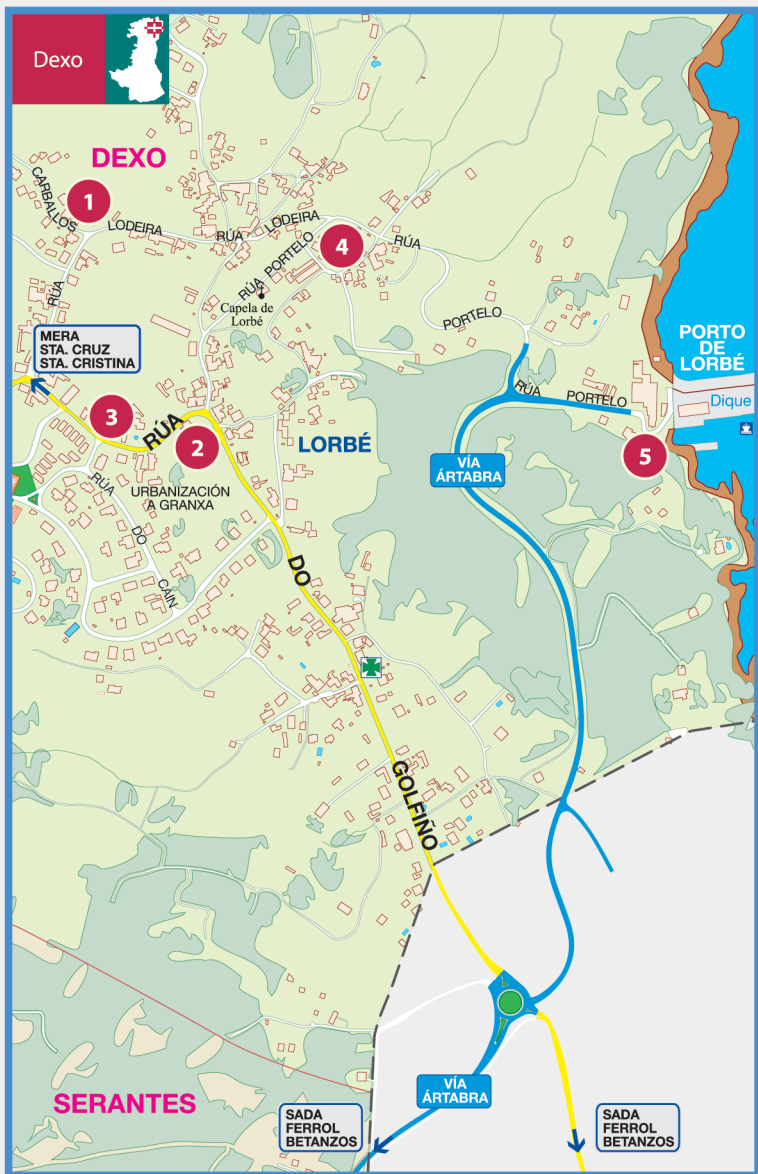 Dexo
DEXO
CARBALLOS
1
LODEIRA
RÚA
LODEIRA
4
RÚA
RÚA PORTELO
Capela de
Lorbé
RÚA
PORTELO
MERA
STA. CRUZ
STA. CRISTINA
PORTO
DE
LORBÉ
RÚA
PORTELO
Dique
3
RÚA
2
LORBÉ
5
VÍA
ÁRTABRA
URBANIZACIÓN
A GRANXA
RÚA
DO
CAIN
DO
GOLFIÑO
SERANTES
VÍA
ÁRTABRA
SADA
FERROL
BETANZOS
SADA
FERROL
BETANZOS